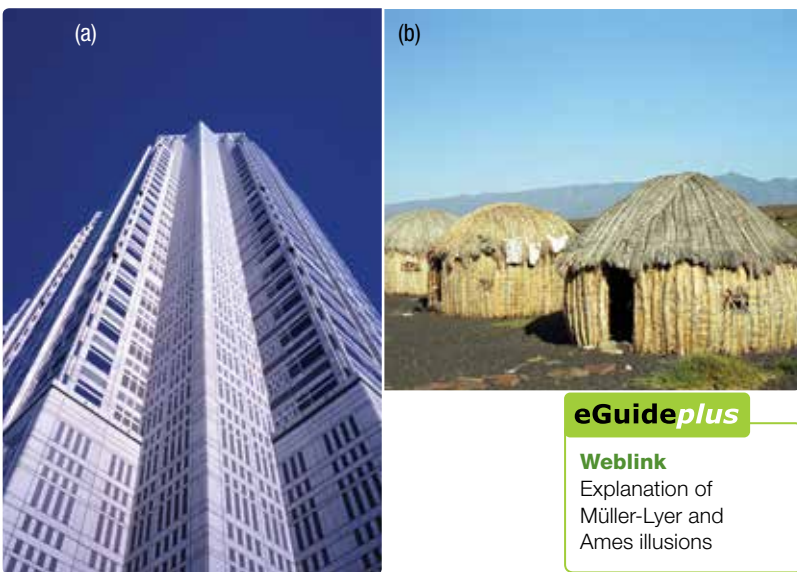 (a)
(b)
eGuideplus
Weblink
Explanation of
Müller-Lyer and
Ames illusions